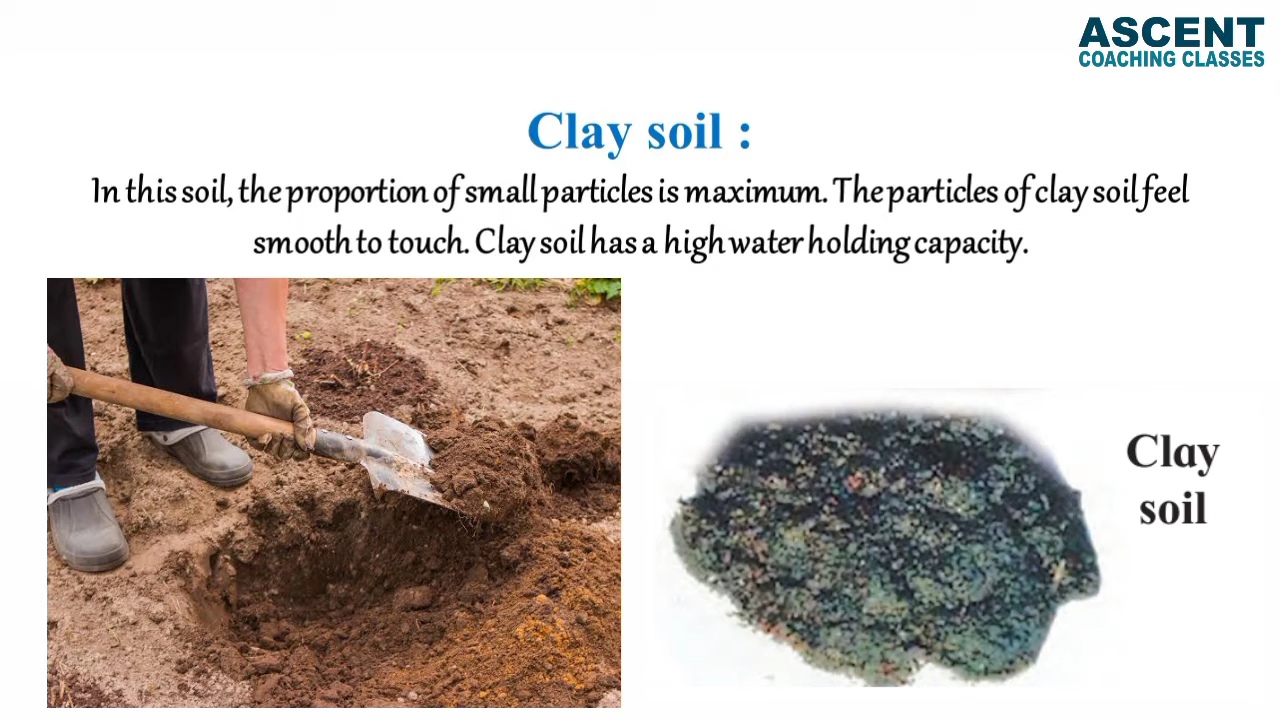 ASCENT
COACHING CLASSES
Clay soil :
In this soil, the proportion of small particles is maximum. The particles of clay soil feel
smooth to touch. Clay soil has a high water holding capacity.
Clay
soil